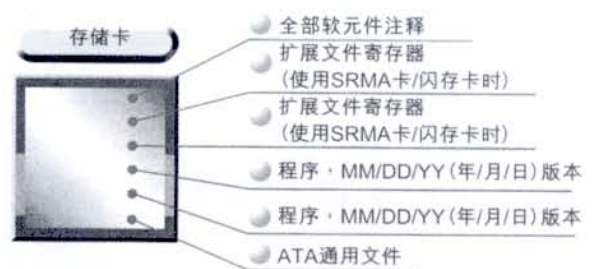 存储卡
全部软元件注释
扩展文件寄存器
(使用SRMA卡/闪存卡时)
扩展文件寄存器
(使用SRMA卡/闪存卡时)
程序，MM/DD/YY(年/月/日)版本
程序，MM/DD/YY(年/月/日)版本
ATA通用文件